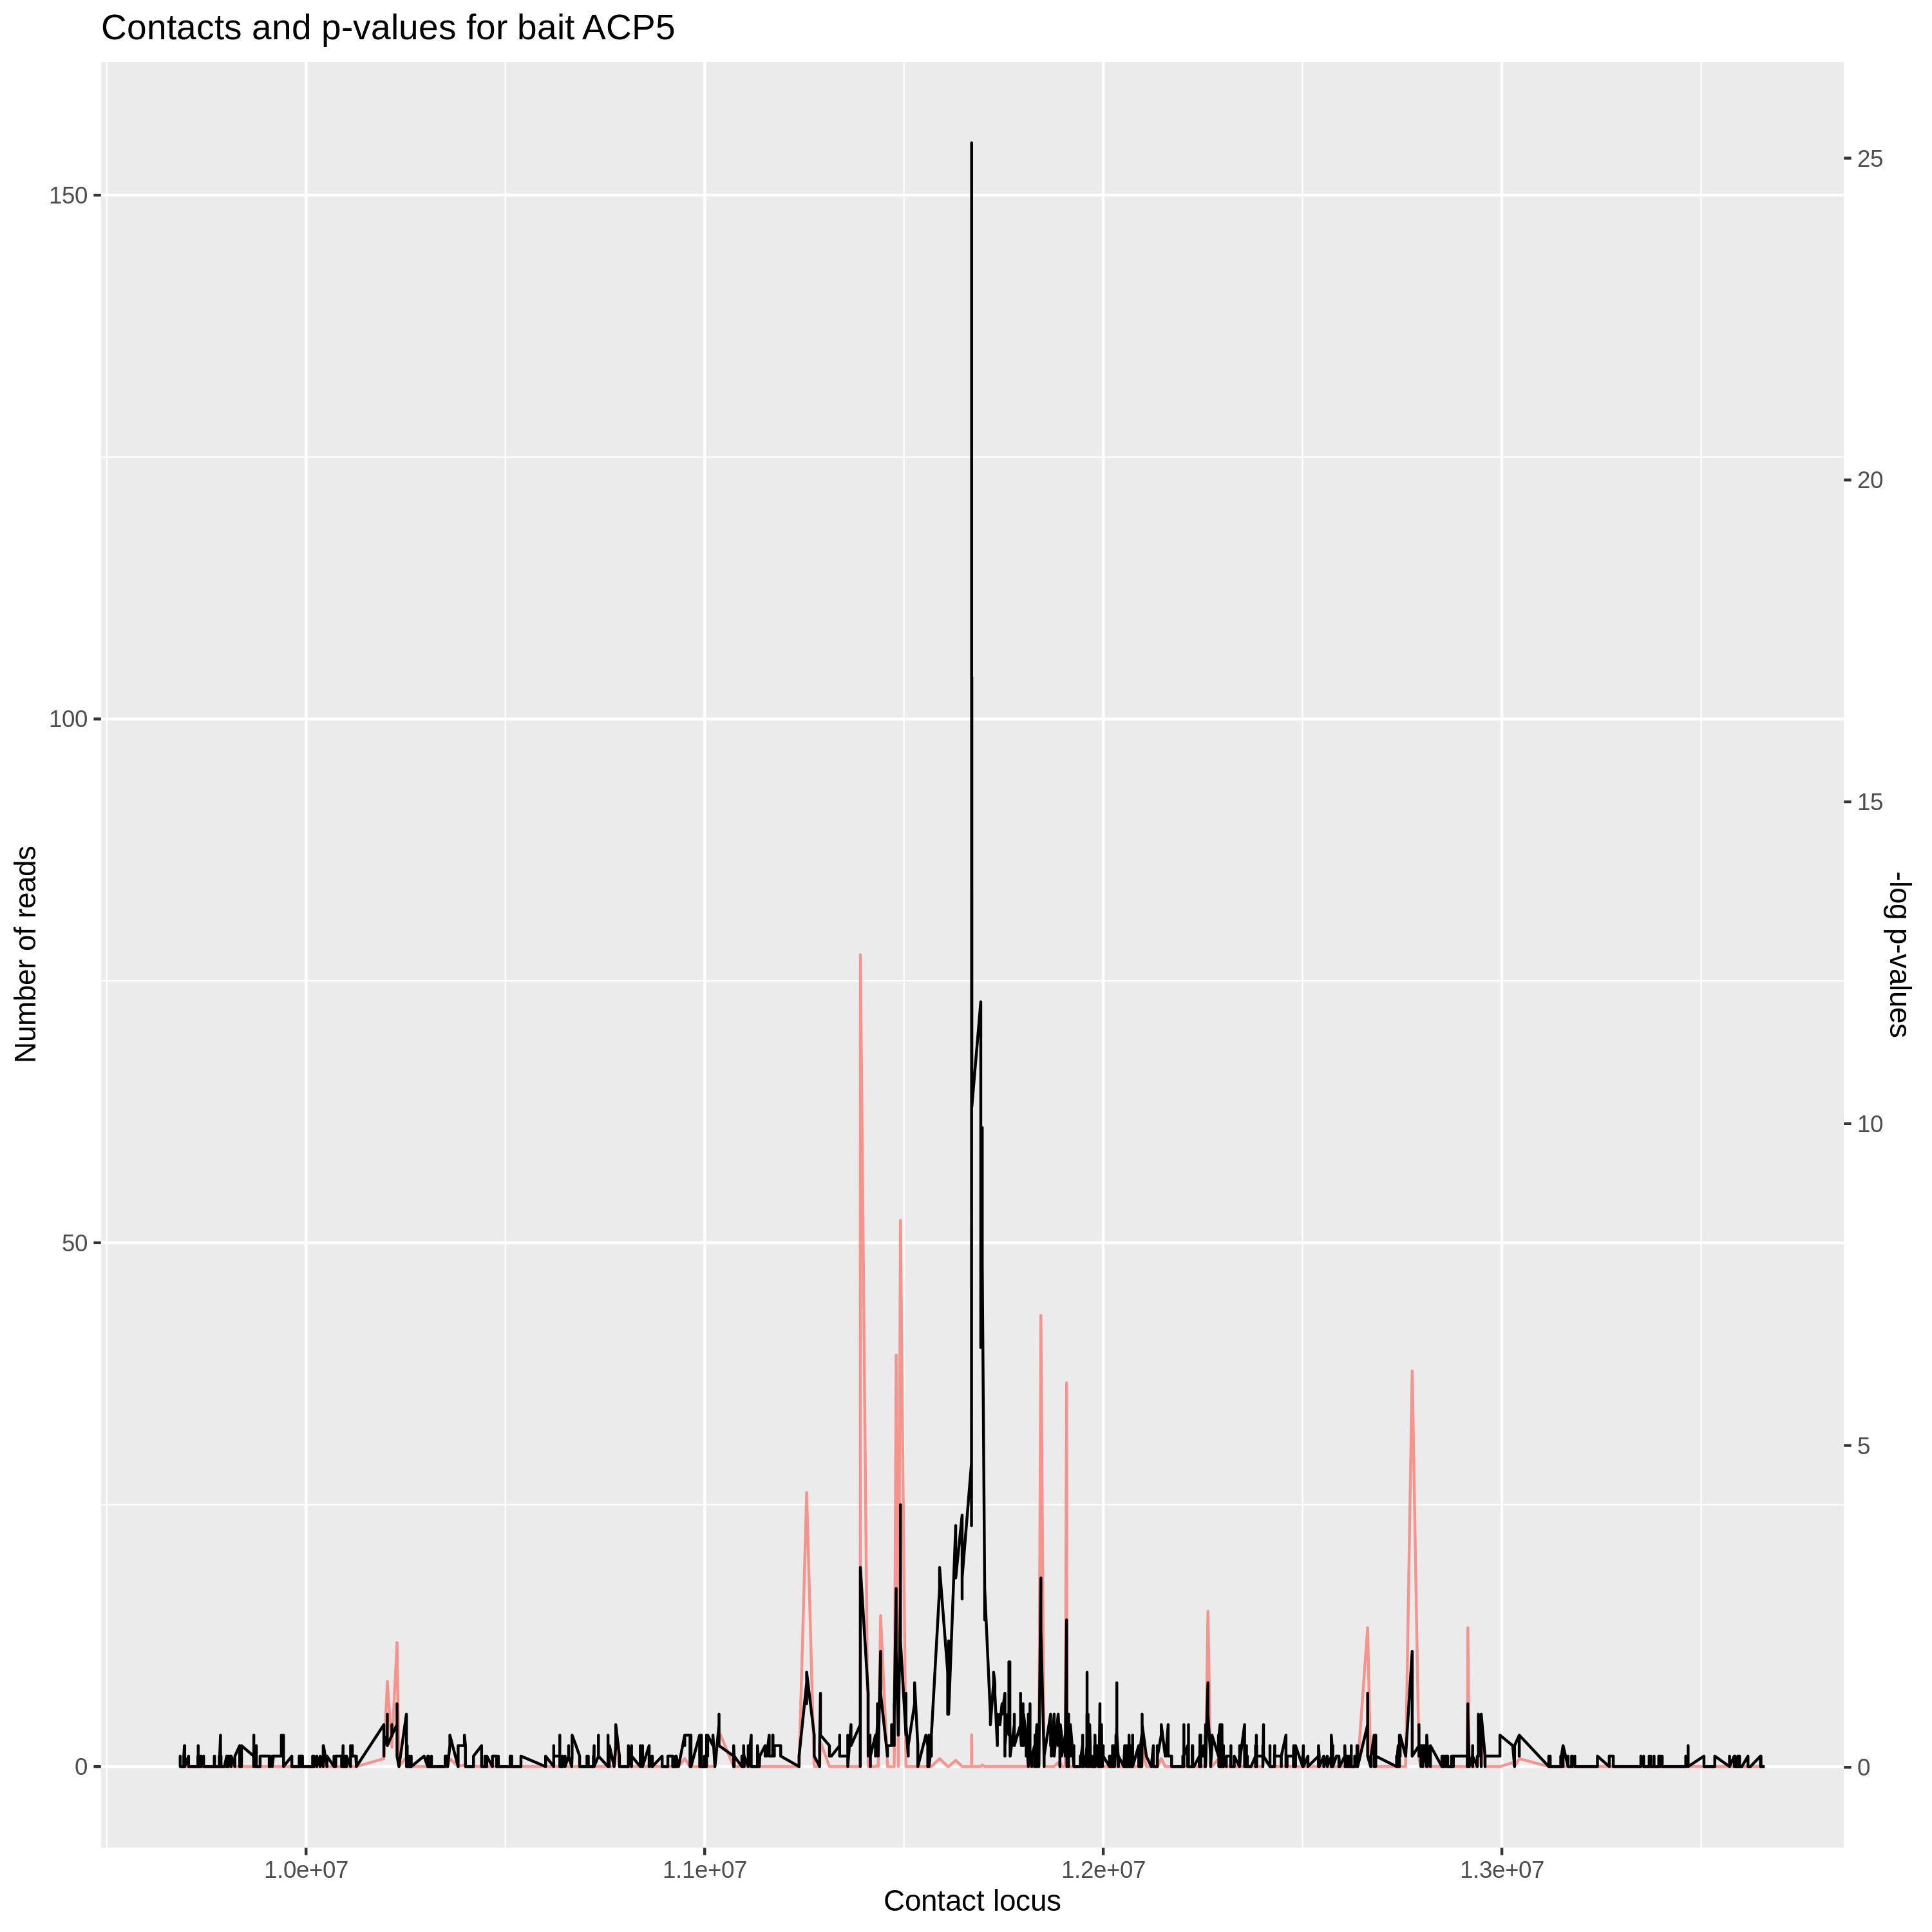 Contacts and p-values for bait ACP5
150
100
50
0
Number of reads
25
20
15
10
5
0
-log p-values
1.0e+07
1.1e+07
1.2e+07
1.3e+07
Contact locus